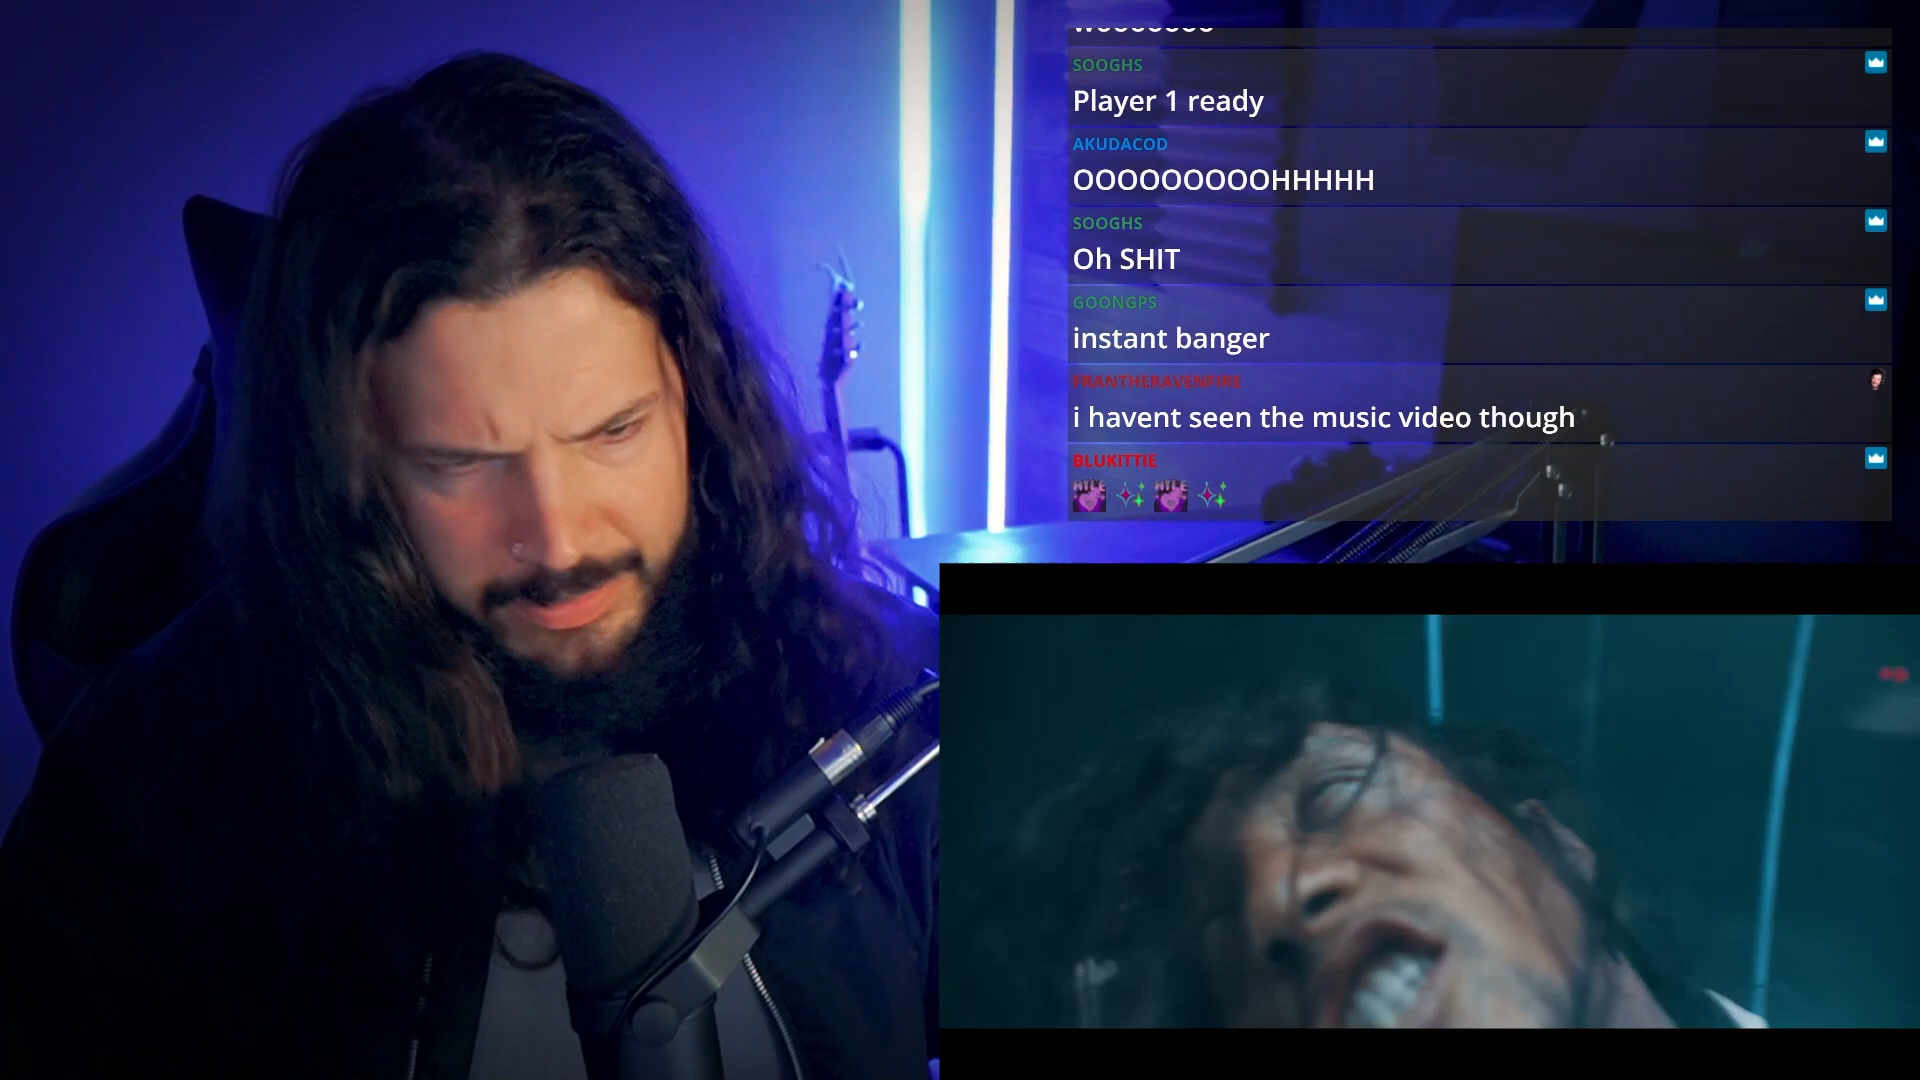 SOOGHS
Player 1 ready
AKUDACOD
OOOOOOOOOHHHHH
SOOGHS
Oh SHIT
GOONGPS
instant banger
FRANTHERAVENFIRE
i havent seen the music video though
BLUKITTIE